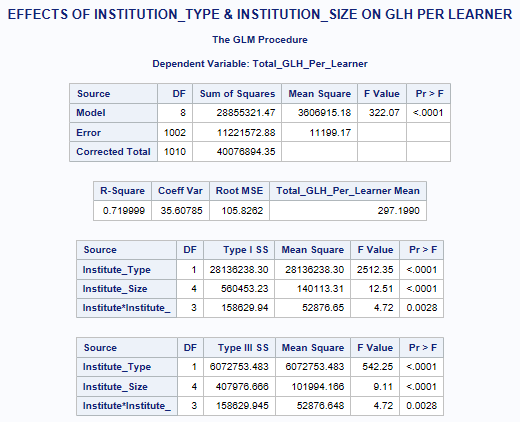 EFFECTS OF INSTITUTION_TYPE & INSTITUTION_SIZE ON GLH PER LEARNER
The GLM Procedure
Dependent Variable: Total_GLH_Per_Learner
Source DF Sum of Squares Mean Square F Value Pr > F
Model 8 28855321.47 3606915.18 322.07 <.0001
Error 1002 11221572.88 11199.17
Corrected Total 1010 40076894.35
R-Square Coeff Var Root MSE Total_GLH_Per_Learner Mean
0.719999 35.60785 105.8262 297.1990
Source DF Type I SS Mean Square F Value Pr > F
Institute_Type 1 28136238.30 28136238.30 2512.35 <.0001
Institute_Size 4 560453.23 140113.31 12.51 <.0001
Institute*Institute_ 3 158629.94 52876.65 4.72 0.0028
Source DF Type III SS Mean Square F Value Pr > F
Institute_Type 1 6072753.483 6072753.483 542.25 <.0001
Institute_Size 4 407976.666 101994.166 9.11 <.0001
Institute*Institute_ 3 158629.945 52876.648 4.72 0.0028